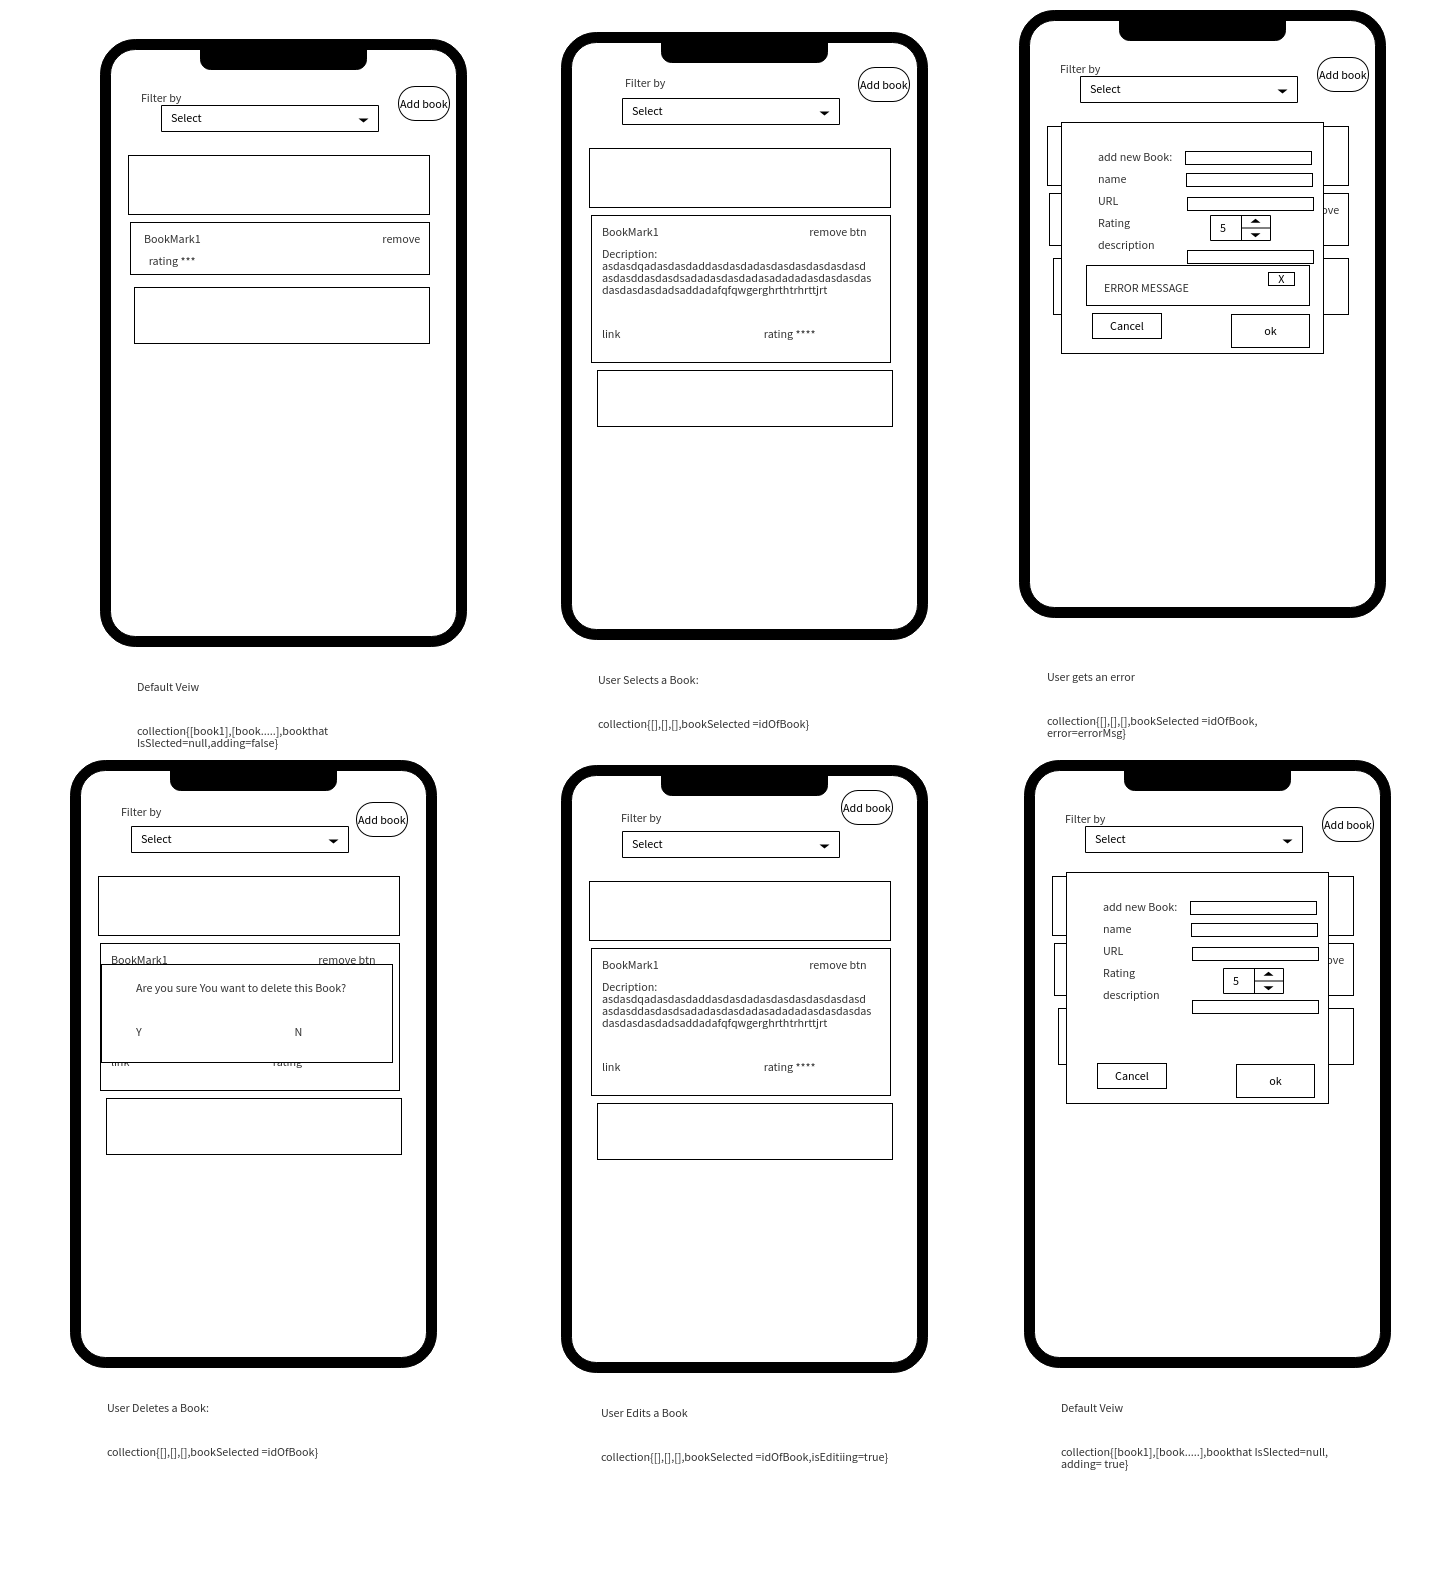 Filter by
Add book
Select
BookMark1
remove
rating ***
Default Veiw
collection{[book1],[book.....],bookthat
IsSlected=null,adding=false}
Filter by
Add book
Select
BookMark1
remove btn
Decription:
asdasdqadasdasdaddasdasdadasdasdasdasdasdasd
asdasddasdasdsadadasdasdadasadadasdasdasdas
dasdasdasdadsaddadafqfqwgerghrthtrhrttjrt
link
rating ****
User Selects a Book:
collection{[],[],[],bookSelected =idOfBook}
Filter by
Add book
Select
add new Book:
name
URL
ove
Rating
5
description
X
ERROR MESSAGE
Cancel
ok
User gets an error
collection{[],[],[],bookSelected =idOfBook,
error=errorMsg}
Filter by
Add book
Select
BookMark1
remove btn
Are you sure You want to delete this Book?
Y
N
link
rating
User Deletes a Book:
collection{[],[],[],bookSelected =idOfBook}
Filter by
Add book
Select
BookMark1
remove btn
Decription:
asdasdqadasdasdaddasdasdadasdasdasdasdasdasd
asdasddasdasdsadadasdasdadasadadasdasdasdas
dasdasdasdadsaddadafqfqwgerghrthtrhrttjrt
link
rating ****
User Edits a Book
collection{[],[],[],bookSelected =idOfBook,isEditiing=true}
Filter by
Add book
Select
add new Book:
name
URL
ove
Rating
5
description
Cancel
ok
Default Veiw
collection{[book1],[book.....],bookthat IsSlected=null,
adding= true}